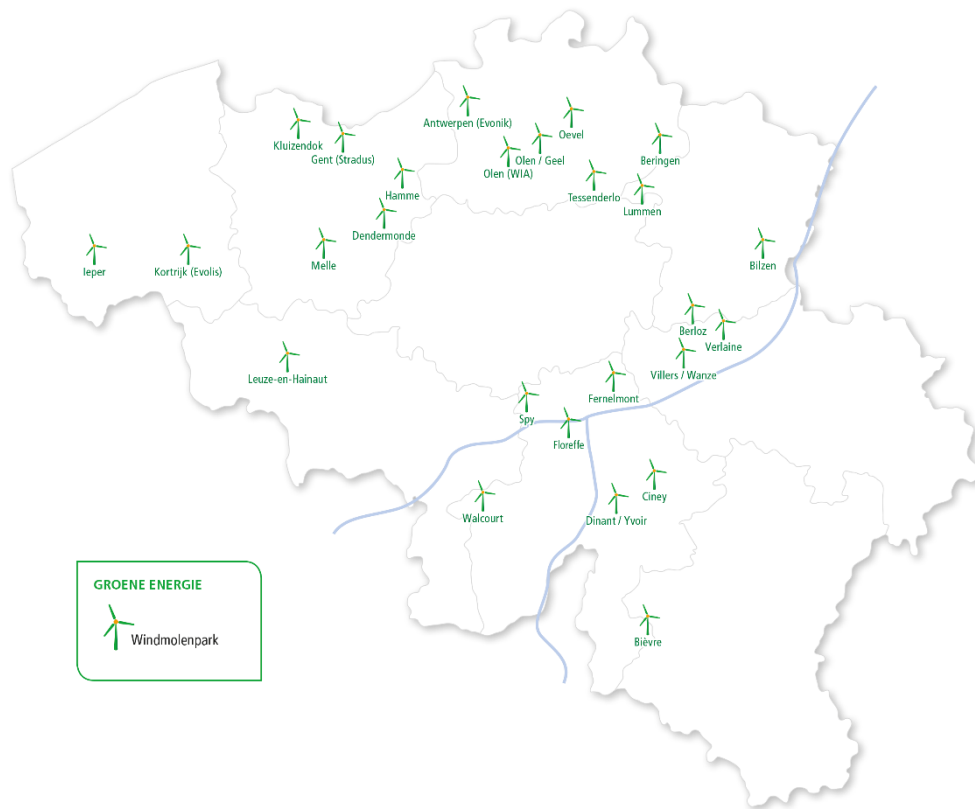 Antwerpen (Evonik)
Oevel
Kluizendok
Gent (Stradus)
Olen / Geel
Beringen
Olen (WIA)
Hamme
Tessenderlo
Lummen
Dendermonde
Ieper
Kortrijk (Evolis)
Melle
Bilzen
Berloz
Verlaine
Leuze-en-Hainaut
Villers / Wanze
Fernelmont
Spy
Floreffe
Ciney
Walcourt
Dinant / Yvoir
GROENE ENERGIE
Windmolenpark
Bièvre